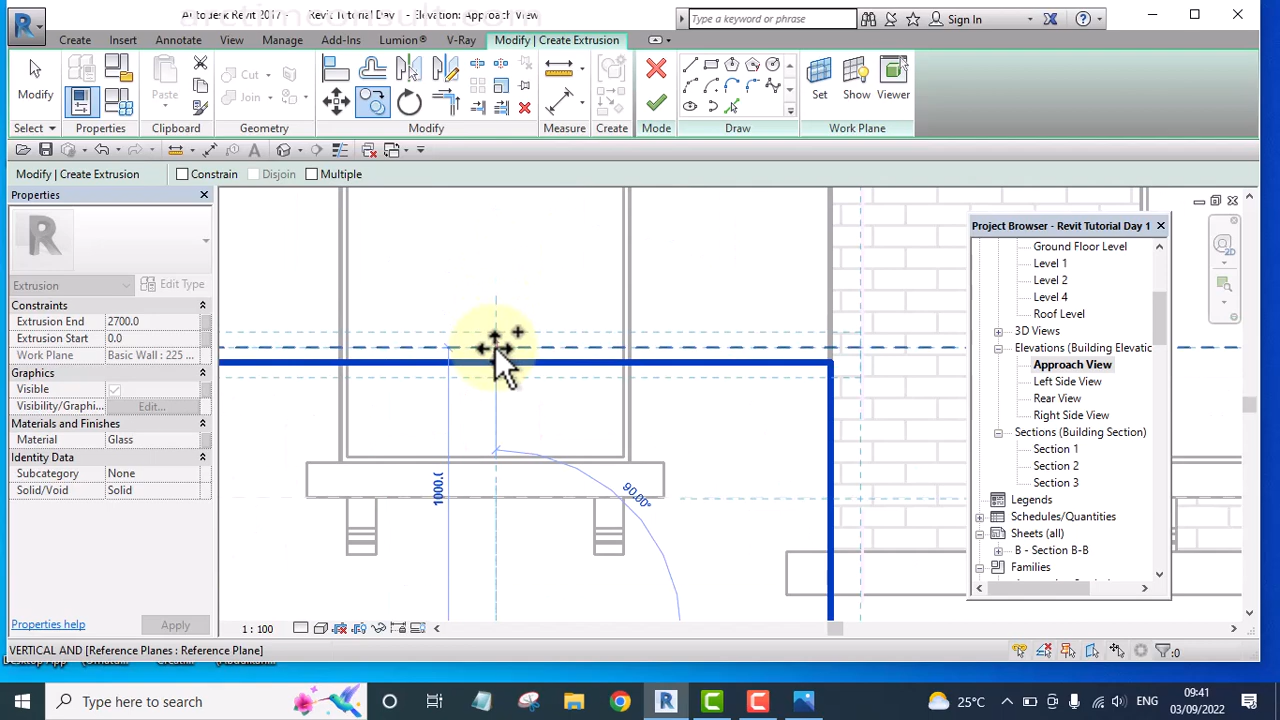 Autodesk Revit 2017 - Revit Tutorial Day 1 - Elevation: Approach View
Type a keyword or phrase
Sign In
Create Insert Annotate View Manage Add-Ins Lumion® V-Ray Modify | Create Extrusion
Modify
Paste
Cut
Join
Set Show Viewer
Select Properties Clipboard Geometry Modify Measure Create Mode Draw Work Plane
Modify | Create Extrusion
Constrain Disjoin Multiple
Properties
Extrusion
Edit Type
Constraints
Extrusion End 2700.0
Extrusion Start 0.0
Work Plane Basic Wall : 225 ...
Graphics
Visible
Visibility/Graphi... Edit...
Materials and Finishes
Material Glass
Identity Data
Subcategory None
Solid/Void Solid
Properties help Apply
1000.(
90.00°
Project Browser - Revit Tutorial Day 1
Ground Floor Level
Level 1
Level 2
Level 4
Roof Level
3D Views
Elevations (Building Elevatic
Approach View
Left Side View
Rear View
Right Side View
Sections (Building Section)
Section 1
Section 2
Section 3
Legends
Schedules/Quantities
Sheets (all)
B - Section B-B
Families
2D
1 : 100
VERTICAL AND [Reference Planes : Reference Plane]
:0
Type here to search
25°C
ENG
09:41
03/09/2022